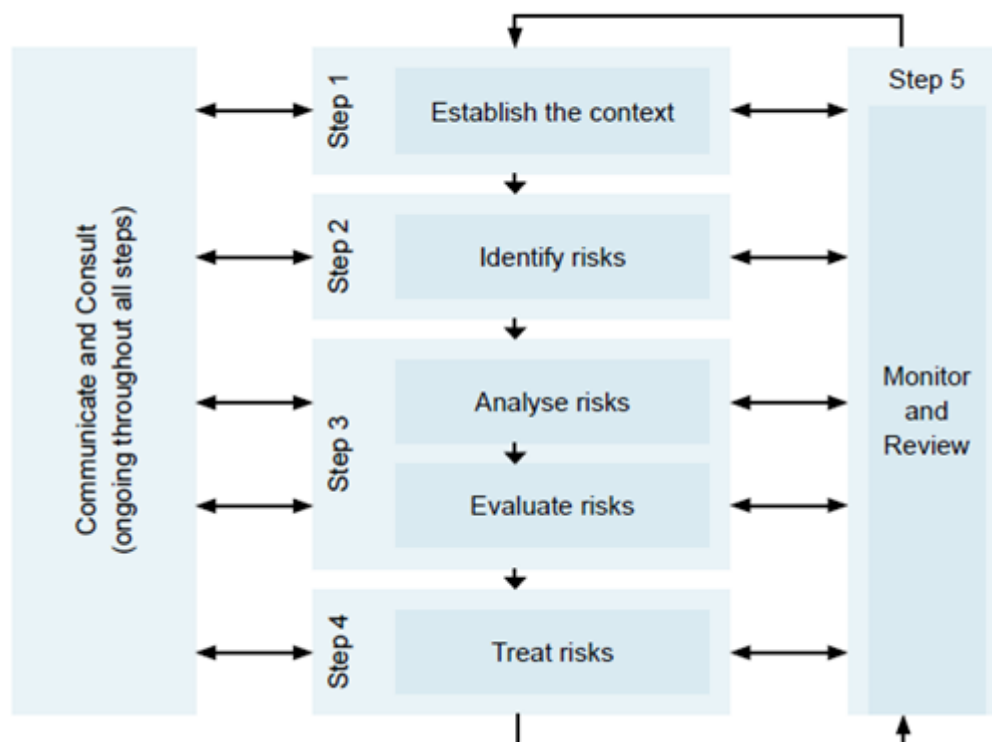 Communicate and Consult
(ongoing throughout all steps)
Step 1
Establish the context
Step 2
Identify risks
Step 3
Analyse risks
Evaluate risks
Step 4
Treat risks
Step 5
Monitor
and
Review